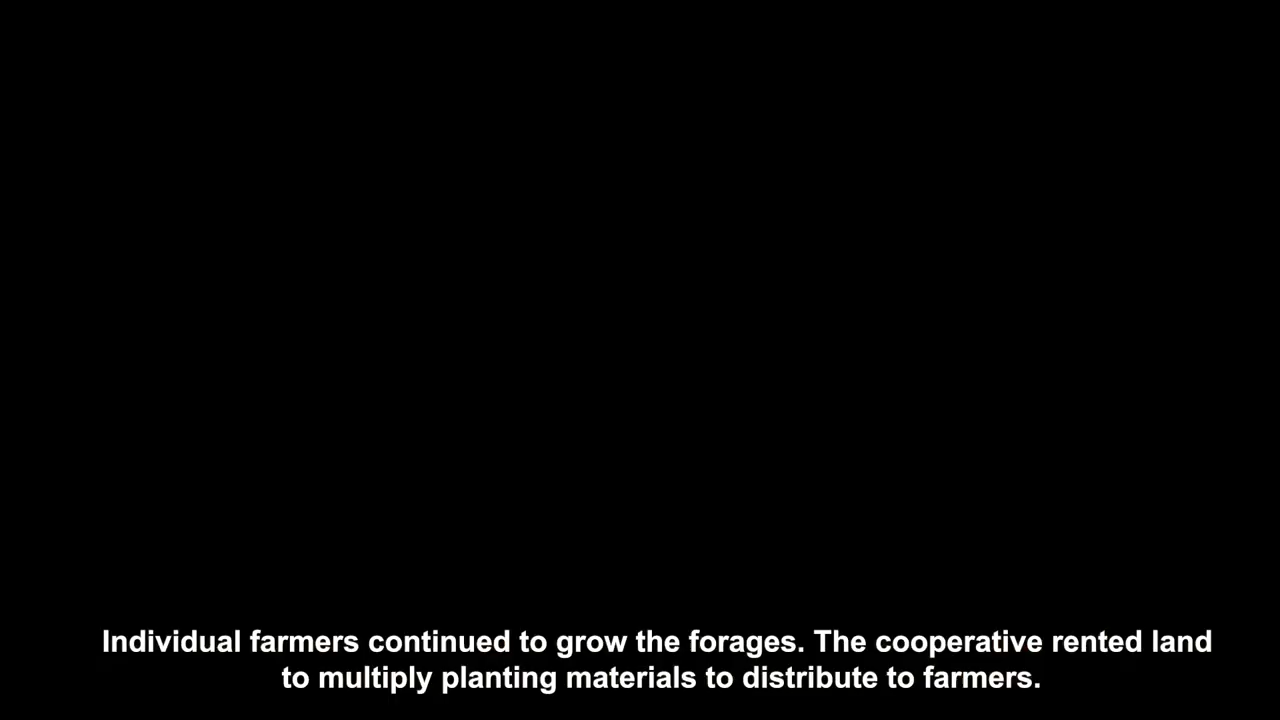 Individual farmers continued to grow the forages. The cooperative rented land
to multiply planting materials to distribute to farmers.